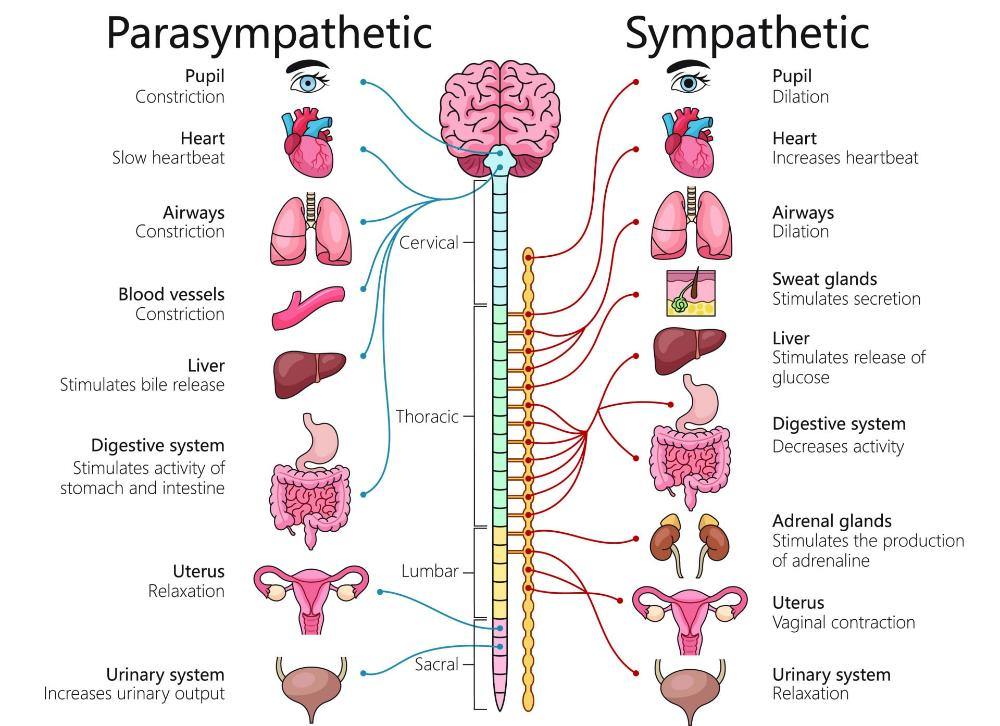 Parasympathetic
Pupil
Constriction
Heart
Slow heartbeat
Airways
Constriction
Blood vessels
Constriction
Liver
Stimulates bile release
Digestive system
Stimulates activity of
stomach and intestine
Uterus
Relaxation
Urinary system
Increases urinary output
Cervical
Thoracic
Lumbar
Sacral
Sympathetic
Pupil
Dilation
Heart
Increases heartbeat
Airways
Dilation
Sweat glands
Stimulates secretion
Liver
Stimulates release of
glucose
Digestive system
Decreases activity
Adrenal glands
Stimulates the production
of adrenaline
Uterus
Vaginal contraction
Urinary system
Relaxation